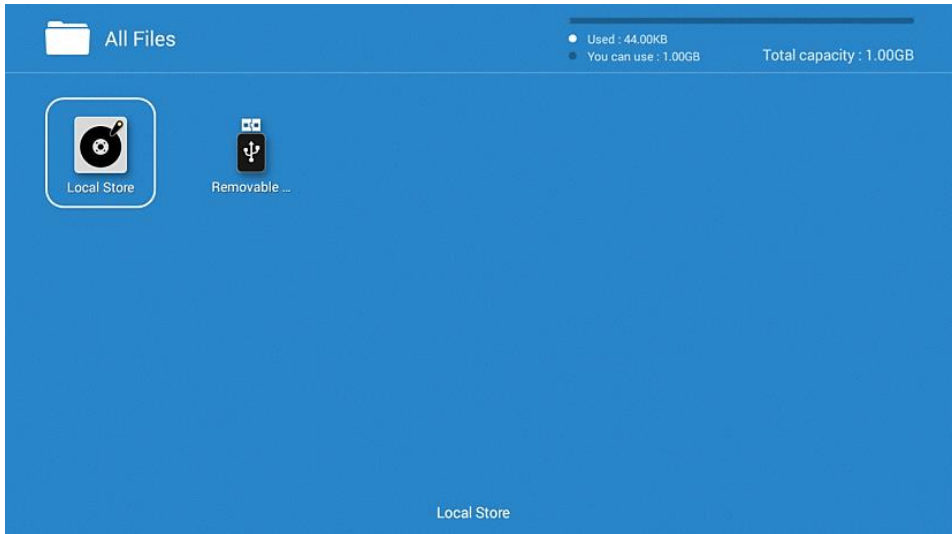 All Files
Used : 44.00KB
You can use : 1.00GB
Total capacity : 1.00GB
Local Store
Removable ...
Local Store